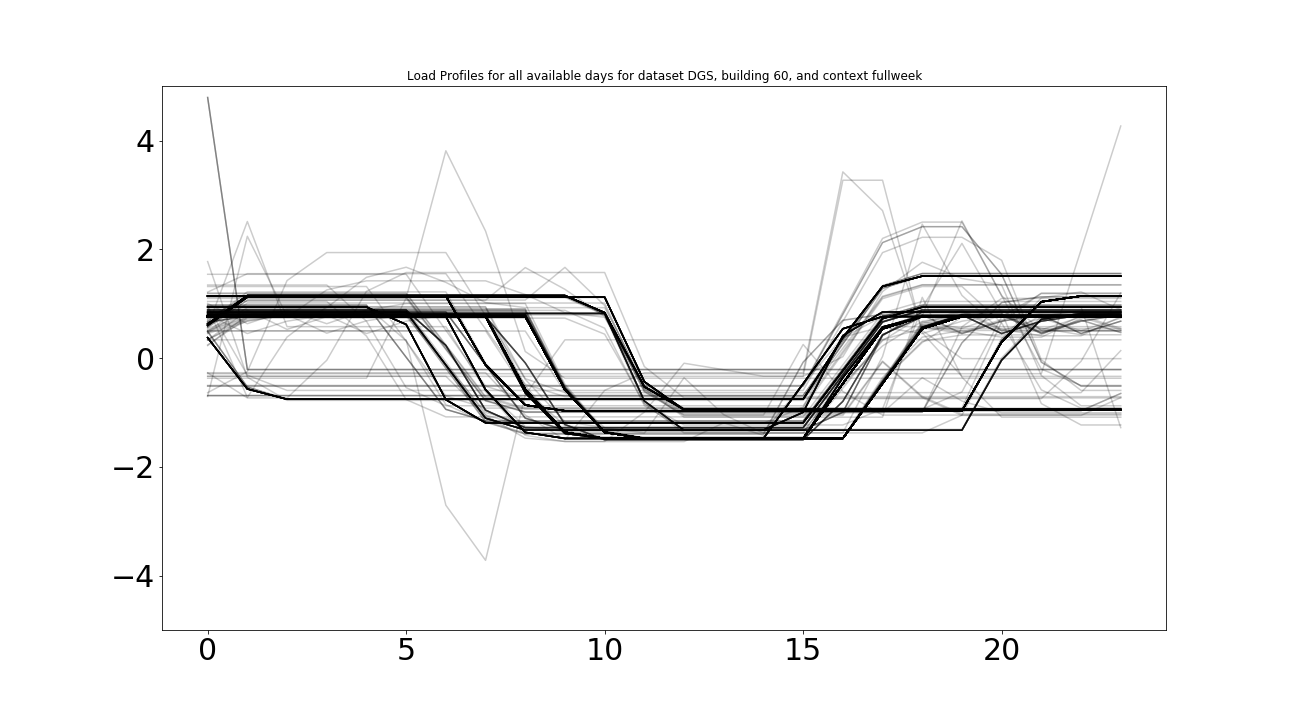 Load Profiles for all available days for dataset DGS, building 60, and context fullweek
4
2
0
−2
−4
0 5 10 15 20